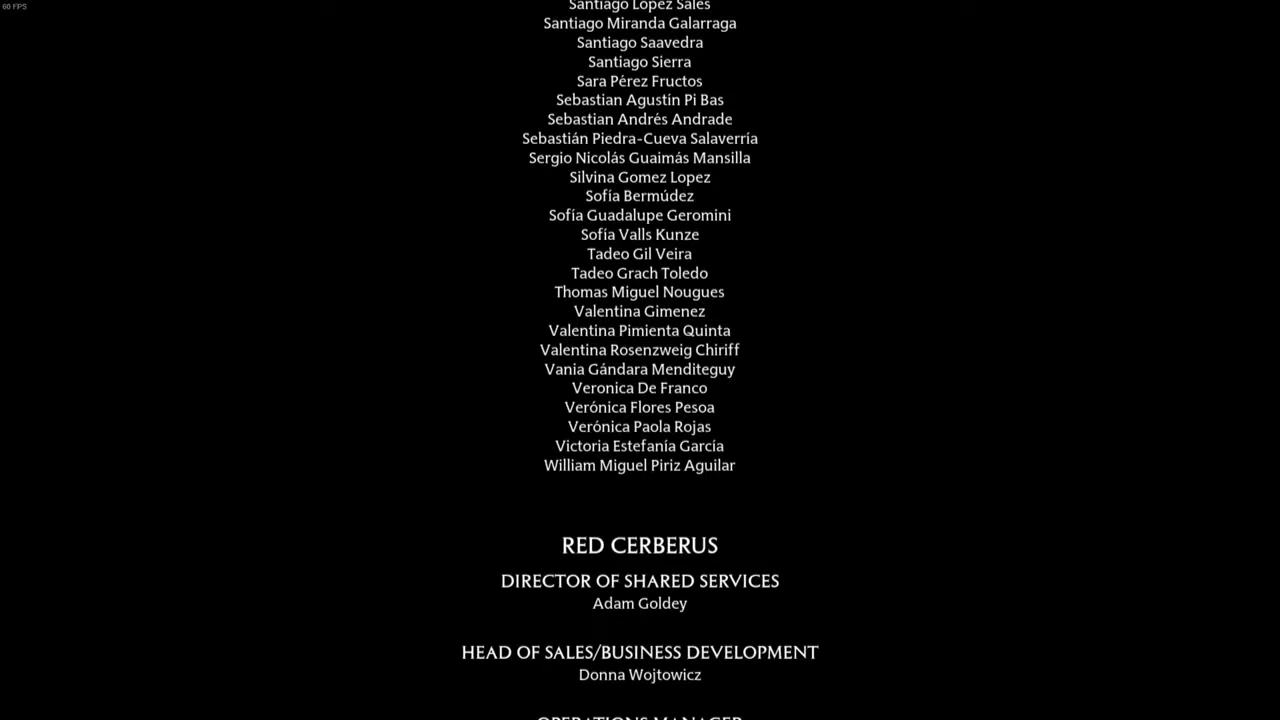 60 FPS
Santiago López Sales
Santiago Miranda Galarraga
Santiago Saavedra
Santiago Sierra
Sara Pérez Fructos
Sebastian Agustín Pi Bas
Sebastian Andrés Andrade
Sebastián Piedra-Cueva Salaverría
Sergio Nicolás Guaimás Mansilla
Silvina Gomez Lopez
Sofía Bermúdez
Sofía Guadalupe Geromini
Sofía Valls Kunze
Tadeo Gil Veira
Tadeo Grach Toledo
Thomas Miguel Nougues
Valentina Gimenez
Valentina Pimienta Quinta
Valentina Rosenzweig Chiriff
Vania Gándara Menditeguy
Veronica De Franco
Verónica Flores Pesoa
Verónica Paola Rojas
Victoria Estefanía García
William Miguel Piriz Aguilar
RED CERBERUS
DIRECTOR OF SHARED SERVICES
Adam Goldey
HEAD OF SALES/BUSINESS DEVELOPMENT
Donna Wojtowicz
OPERATIONS MANAGER